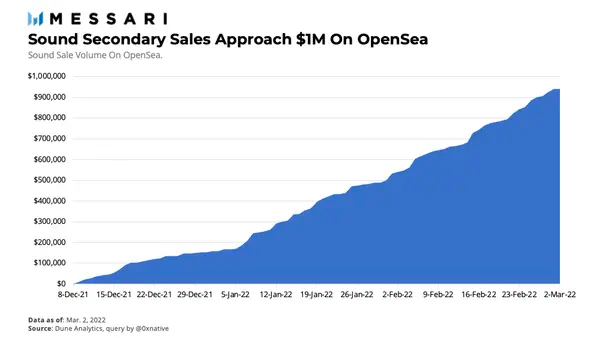 MESSARI
Sound Secondary Sales Approach $1M On OpenSea
Sound Sale Volume On OpenSea.
$1,000,000
$900,000
$800,000
$700,000
$600,000
$500,000
$400,000
$300,000
$200,000
$100,000
$0
8-Dec-21 15-Dec-21 22-Dec-21 29-Dec-21 5-Jan-22 12-Jan-22 19-Jan-22 26-Jan-22 2-Feb-22 9-Feb-22 16-Feb-22 23-Feb-22 2-Mar-22
Data as of: Mar. 2, 2022
Source: Dune Analytics, query by @0xnative